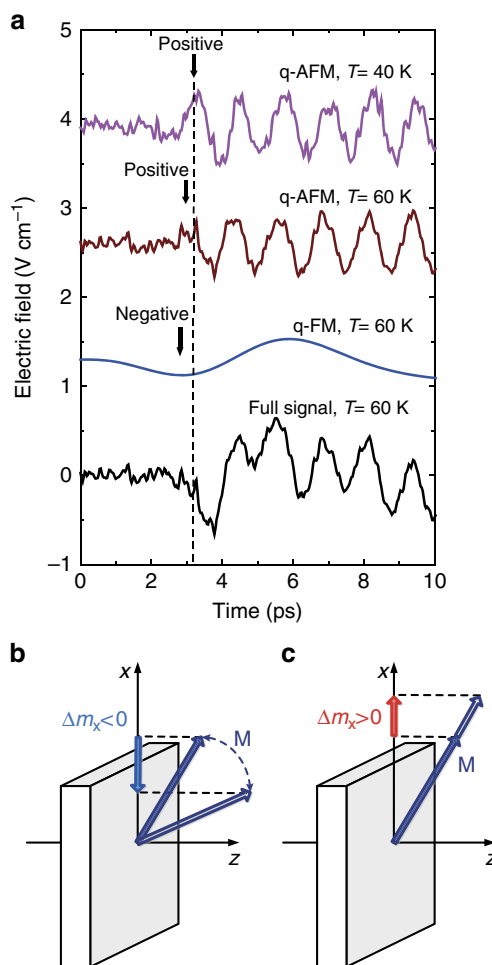 a
Positive
q-AFM, T= 40 K
Positive
q-AFM, T= 60 K
Negative
q-FM, T= 60 K
Full signal, T= 60 K
Electric field (V cm⁻¹)
5
4
3
2
1
0
−1
0 2 4 6 8 10
Time (ps)
b
x
Δmₓ<0
M
z
c
x
Δmₓ>0
M
z